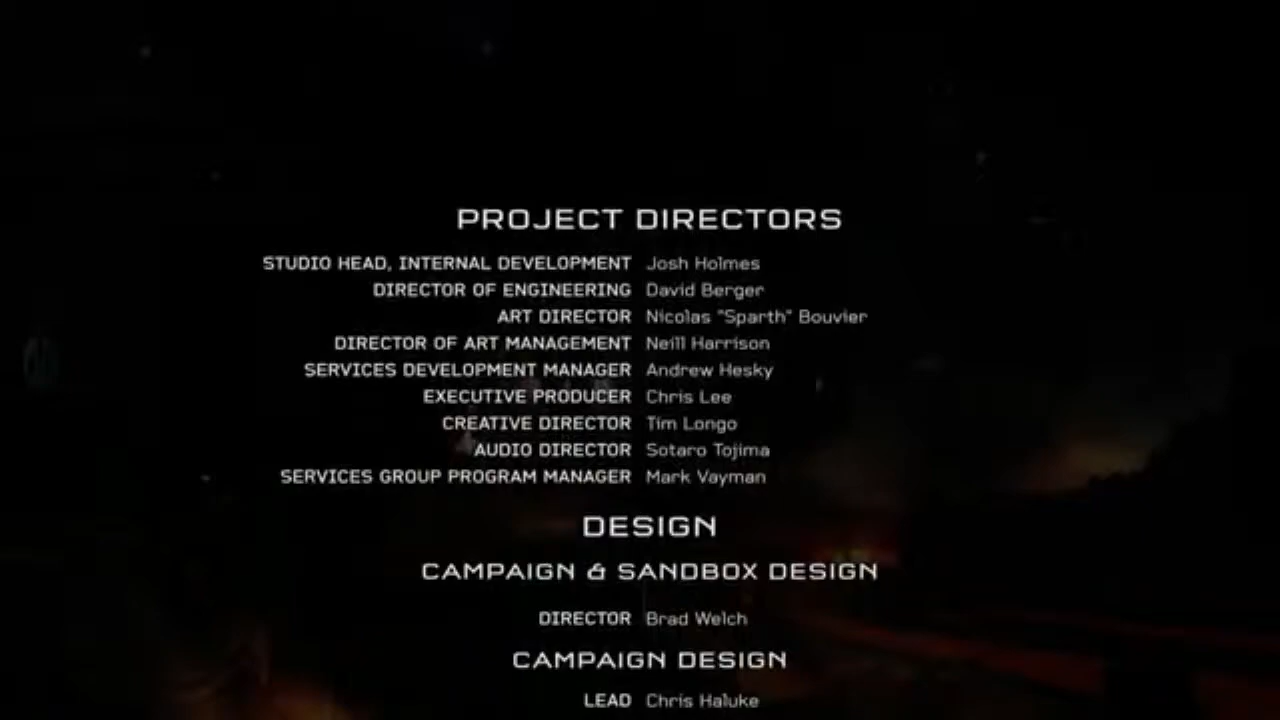 PROJECT DIRECTORS
STUDIO HEAD, INTERNAL DEVELOPMENT Josh Holmes
DIRECTOR OF ENGINEERING David Berger
ART DIRECTOR Nicolas "Sparth" Bouvier
DIRECTOR OF ART MANAGEMENT Neill Harrison
SERVICES DEVELOPMENT MANAGER Andrew Hesky
EXECUTIVE PRODUCER Chris Lee
CREATIVE DIRECTOR Tim Longo
AUDIO DIRECTOR Sotaro Tojima
SERVICES GROUP PROGRAM MANAGER Mark Vayman
DESIGN
CAMPAIGN & SANDBOX DESIGN
DIRECTOR Brad Welch
CAMPAIGN DESIGN
LEAD Chris Haluke